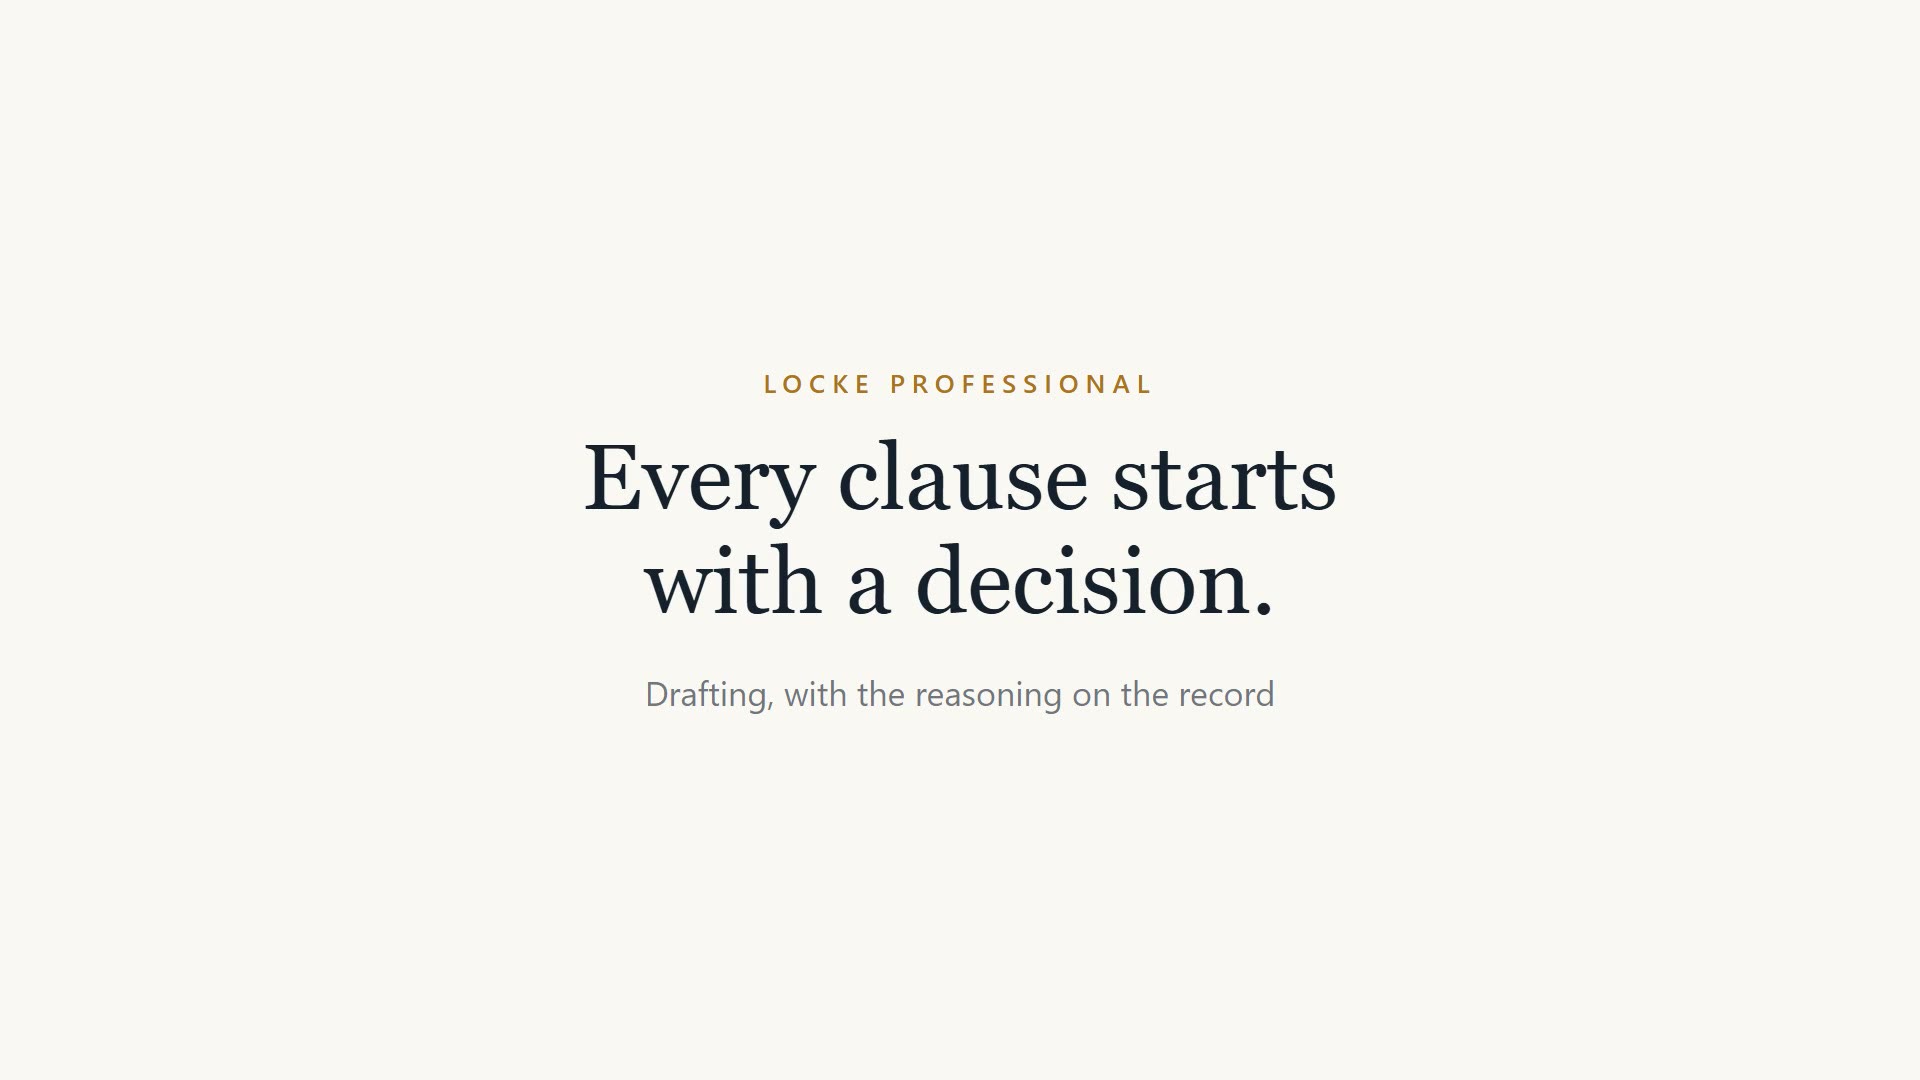 LOCKE PROFESSIONAL
Every clause starts
with a decision.
Drafting, with the reasoning on the record